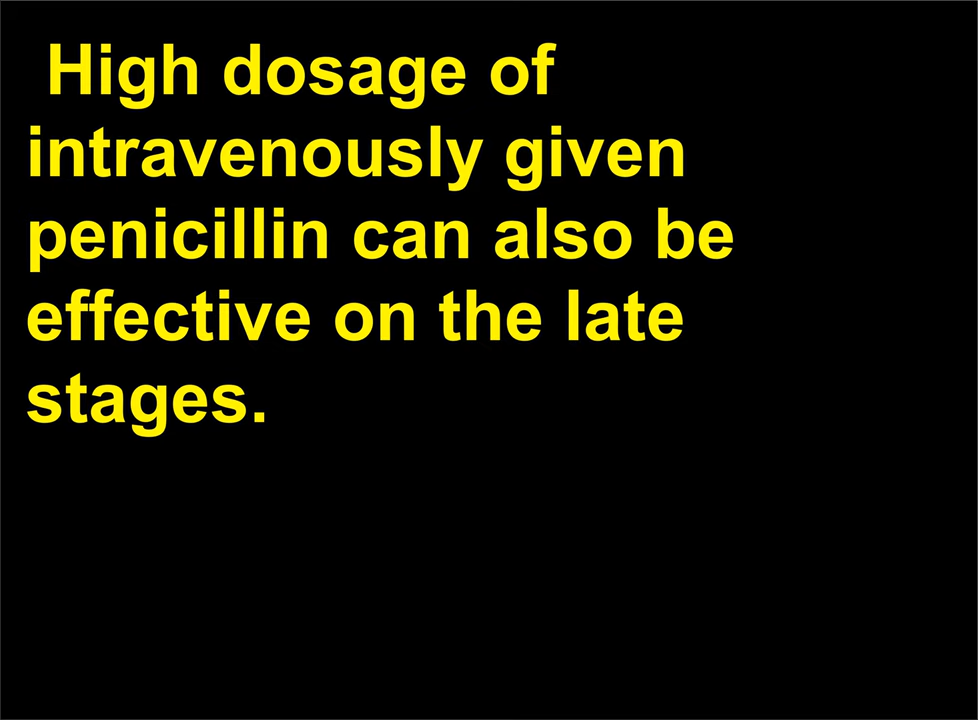 High dosage of
intravenously given
penicillin can also be
effective on the late
stages.